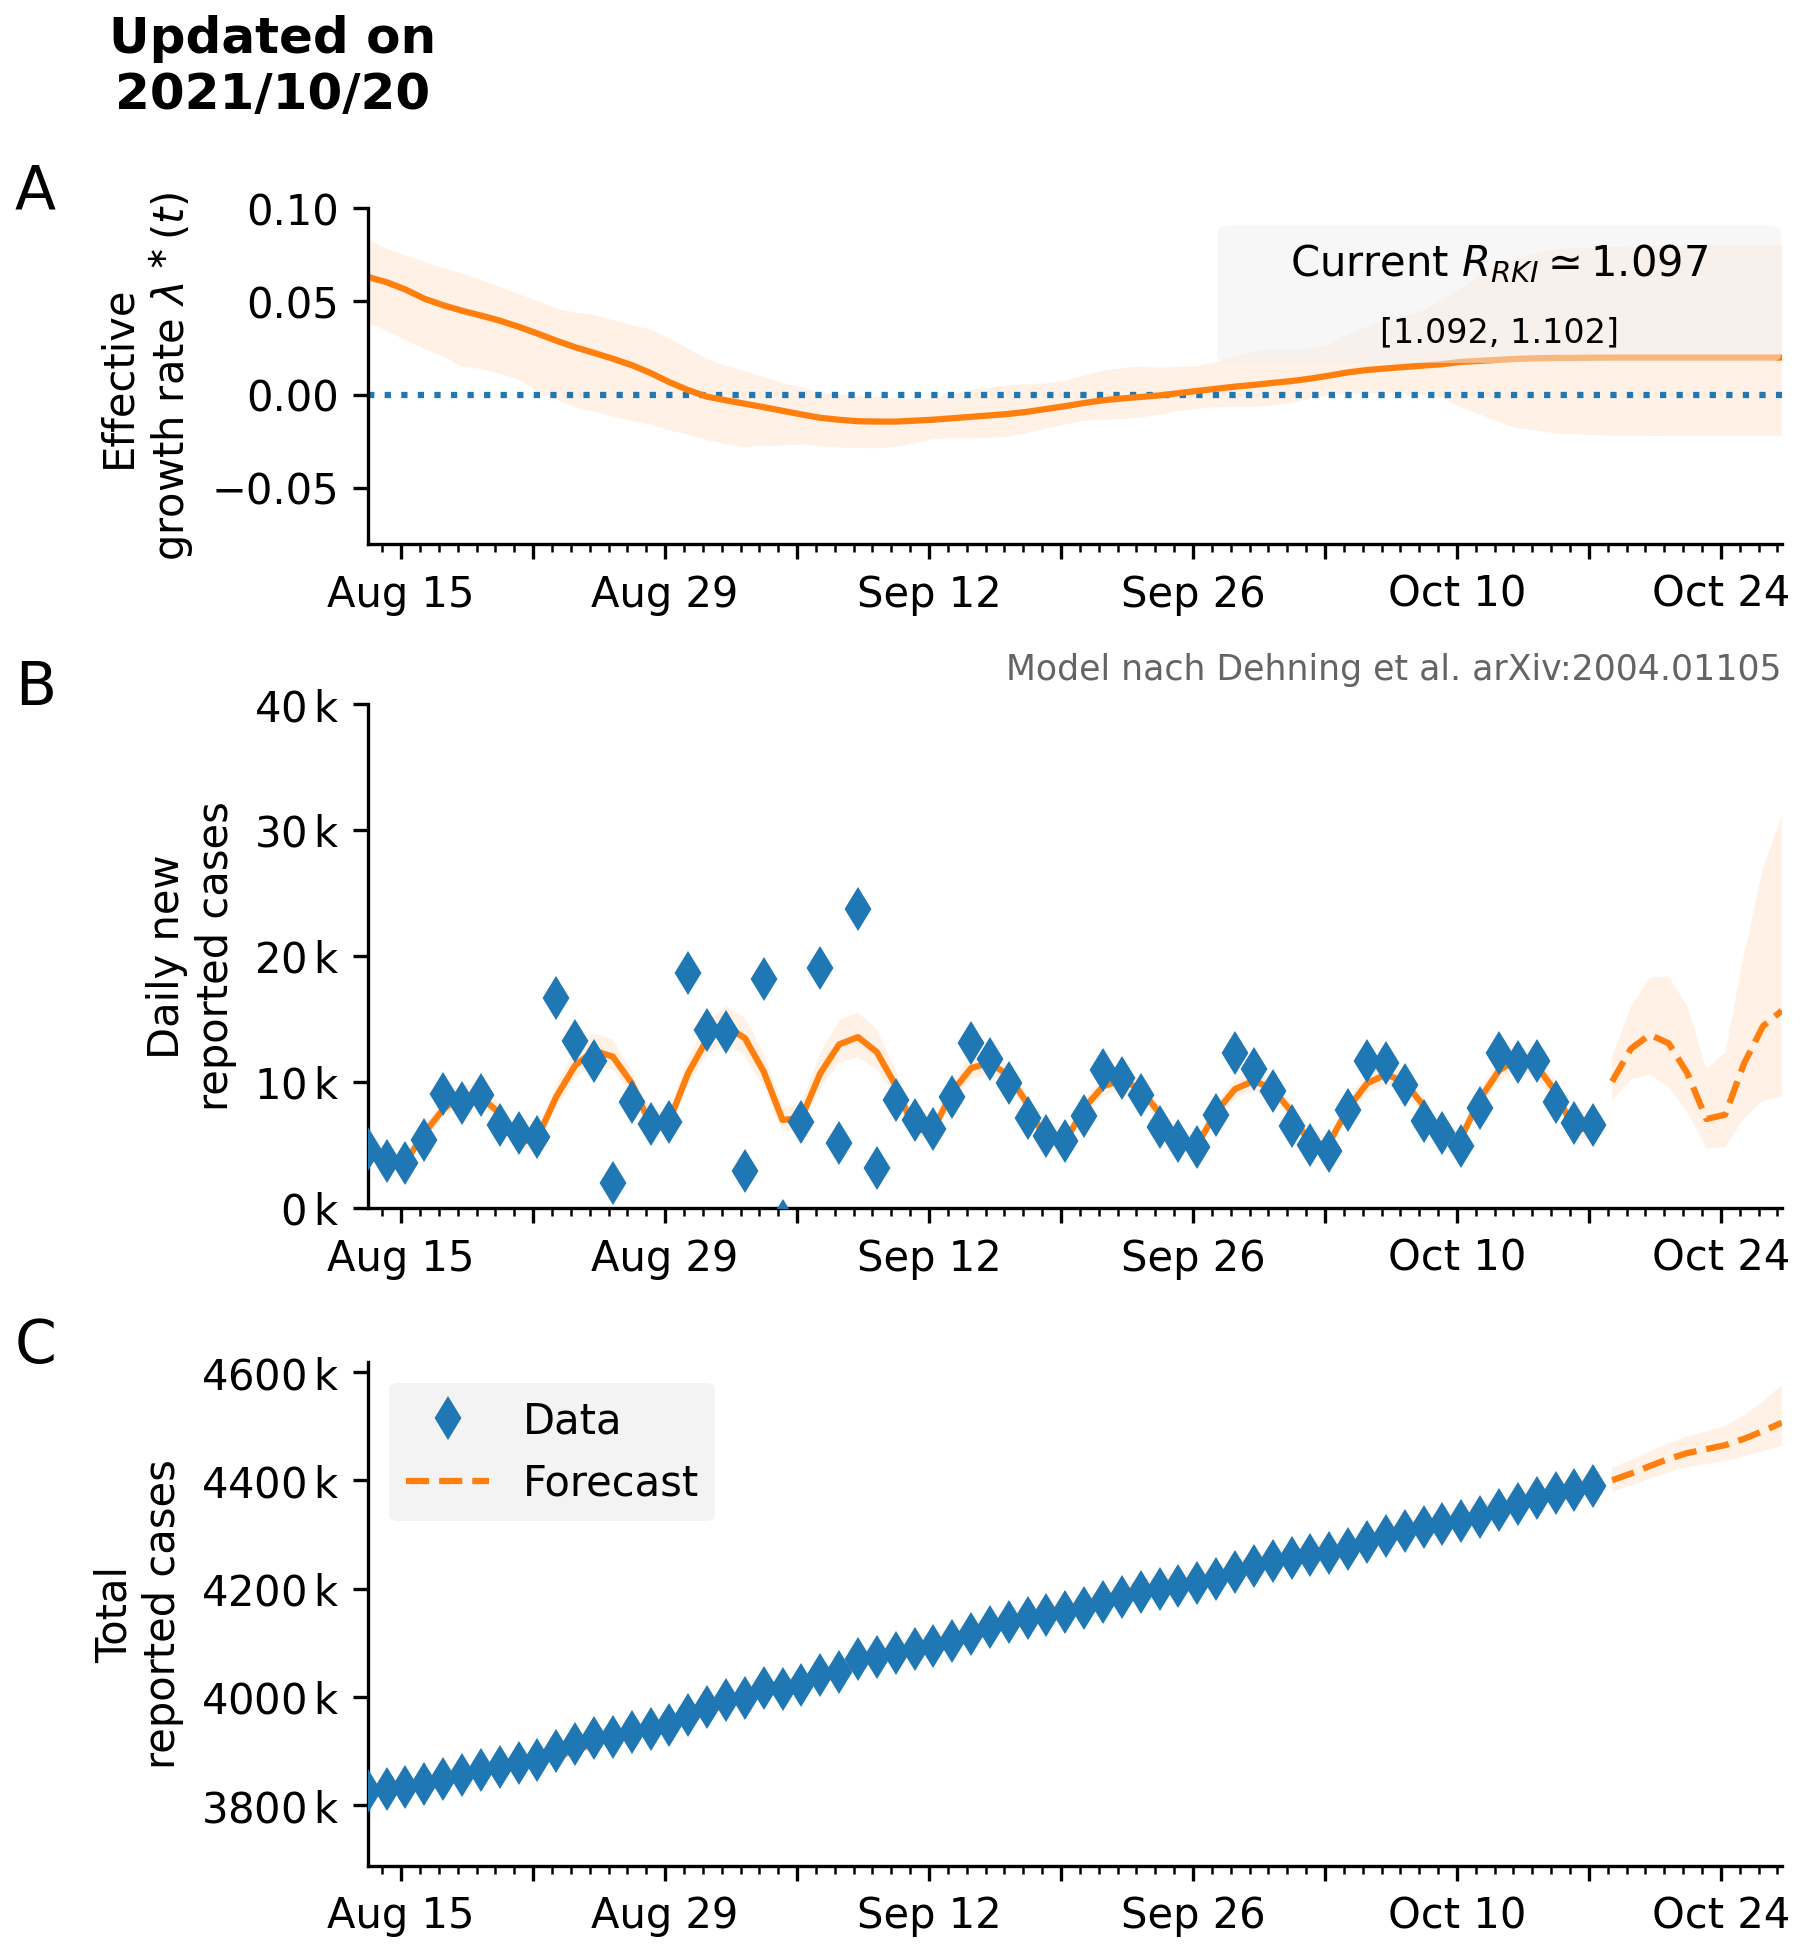 Updated on
2021/10/20
A
Effective
growth rate λ * (t)
0.10
0.05
0.00
−0.05
Current R_RKI ≃ 1.097
[1.092, 1.102]
Aug 15
Aug 29
Sep 12
Sep 26
Oct 10
Oct 24
B
Model nach Dehning et al. arXiv:2004.01105
Daily new
reported cases
40 k
30 k
20 k
10 k
0 k
Aug 15
Aug 29
Sep 12
Sep 26
Oct 10
Oct 24
C
Total
reported cases
4600 k
4400 k
4200 k
4000 k
3800 k
Data
Forecast
Aug 15
Aug 29
Sep 12
Sep 26
Oct 10
Oct 24